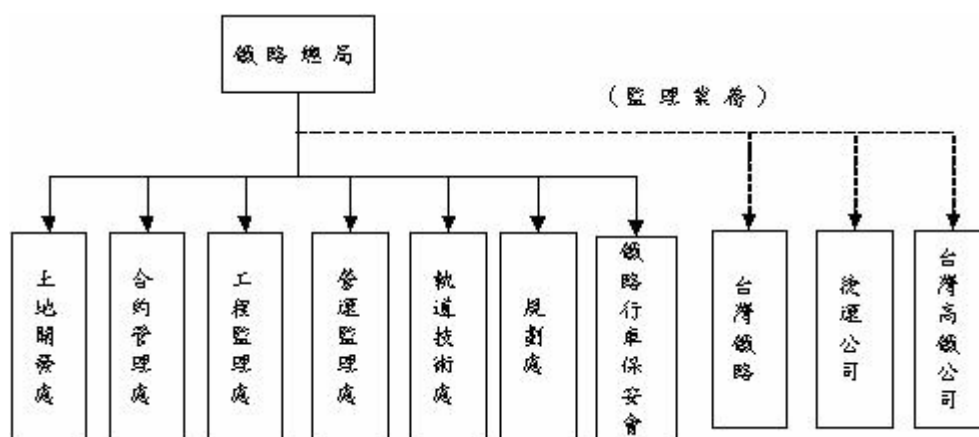 鐵路總局
(監理業務)
土地開發處
合約管理處
工程監理處
營運監理處
軌道技術處
規劃處
鐵路行車保安會
台灣鐵路
捷運公司
台灣高鐵公司